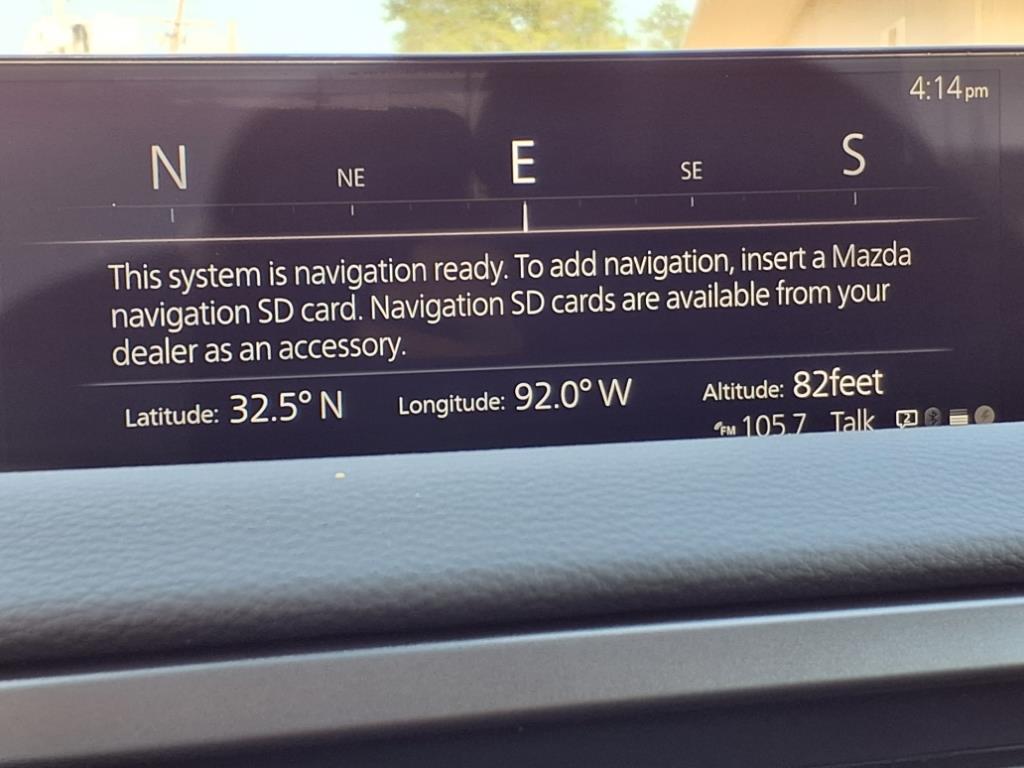 4:14pm
N NE E SE S
This system is navigation ready. To add navigation, insert a Mazda
navigation SD card. Navigation SD cards are available from your
dealer as an accessory.
Latitude: 32.5° N Longitude: 92.0° W Altitude: 82feet
FM 105.7 Talk 2